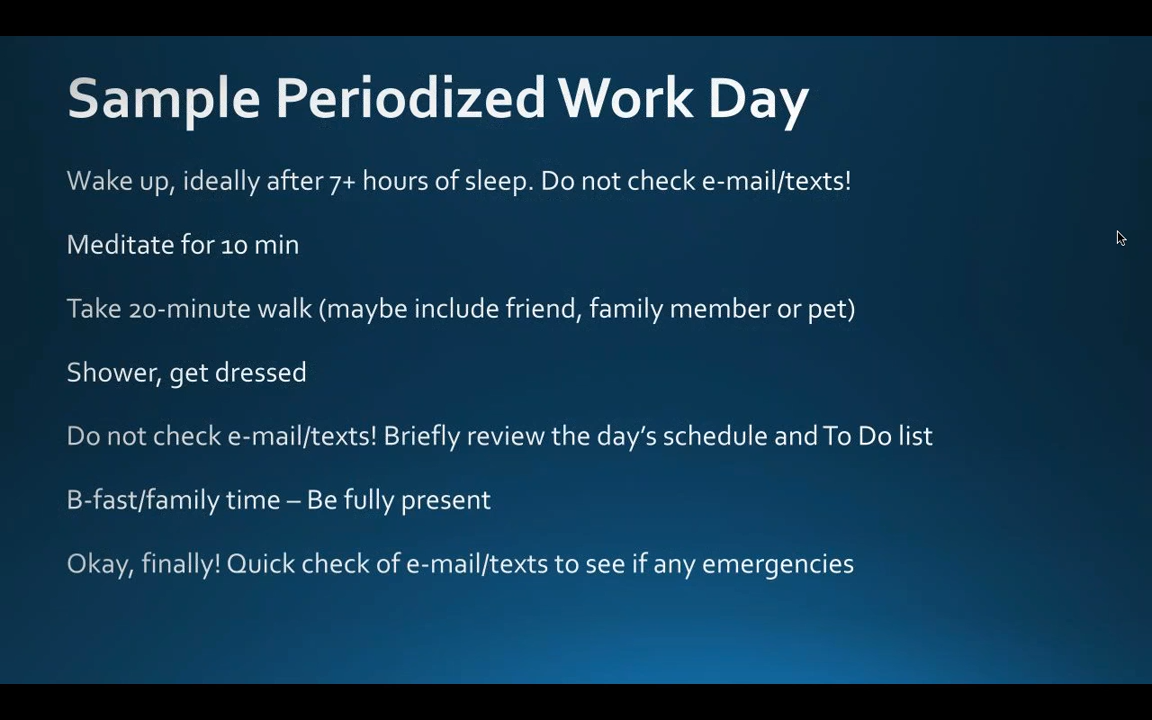 Sample Periodized Work Day
Wake up, ideally after 7+ hours of sleep. Do not check e-mail/texts!
Meditate for 10 min
Take 20-minute walk (maybe include friend, family member or pet)
Shower, get dressed
Do not check e-mail/texts! Briefly review the day’s schedule and To Do list
B-fast/family time – Be fully present
Okay, finally! Quick check of e-mail/texts to see if any emergencies